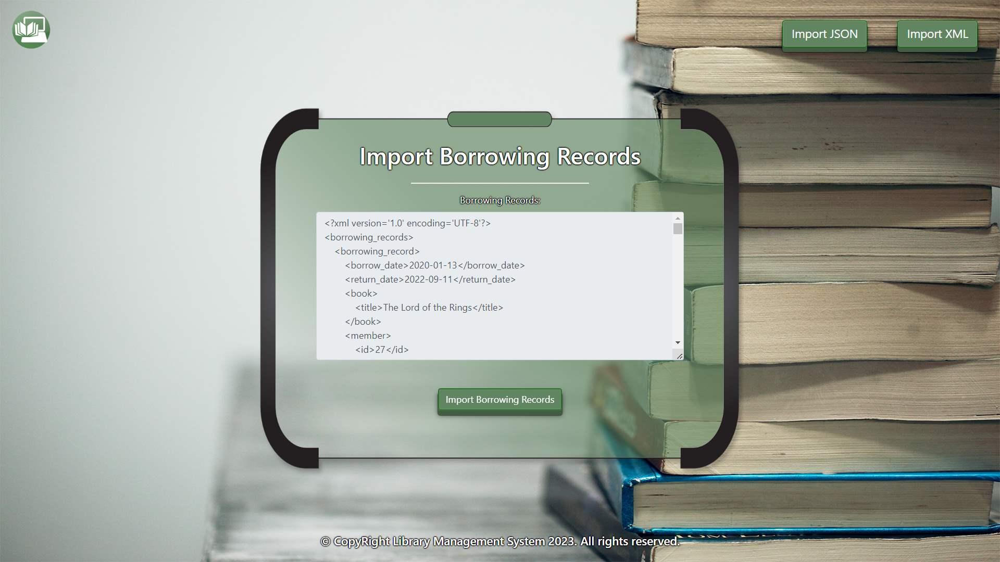 Import JSON
Import XML
Import Borrowing Records
Borrowing Records:
<?xml version='1.0' encoding='UTF-8'?>
<borrowing_records>
<borrowing_record>
<borrow_date>2020-01-13</borrow_date>
<return_date>2022-09-11</return_date>
<book>
<title>The Lord of the Rings</title>
</book>
<member>
<id>27</id>
Import Borrowing Records
© CopyRight Library Management System 2023. All rights reserved.